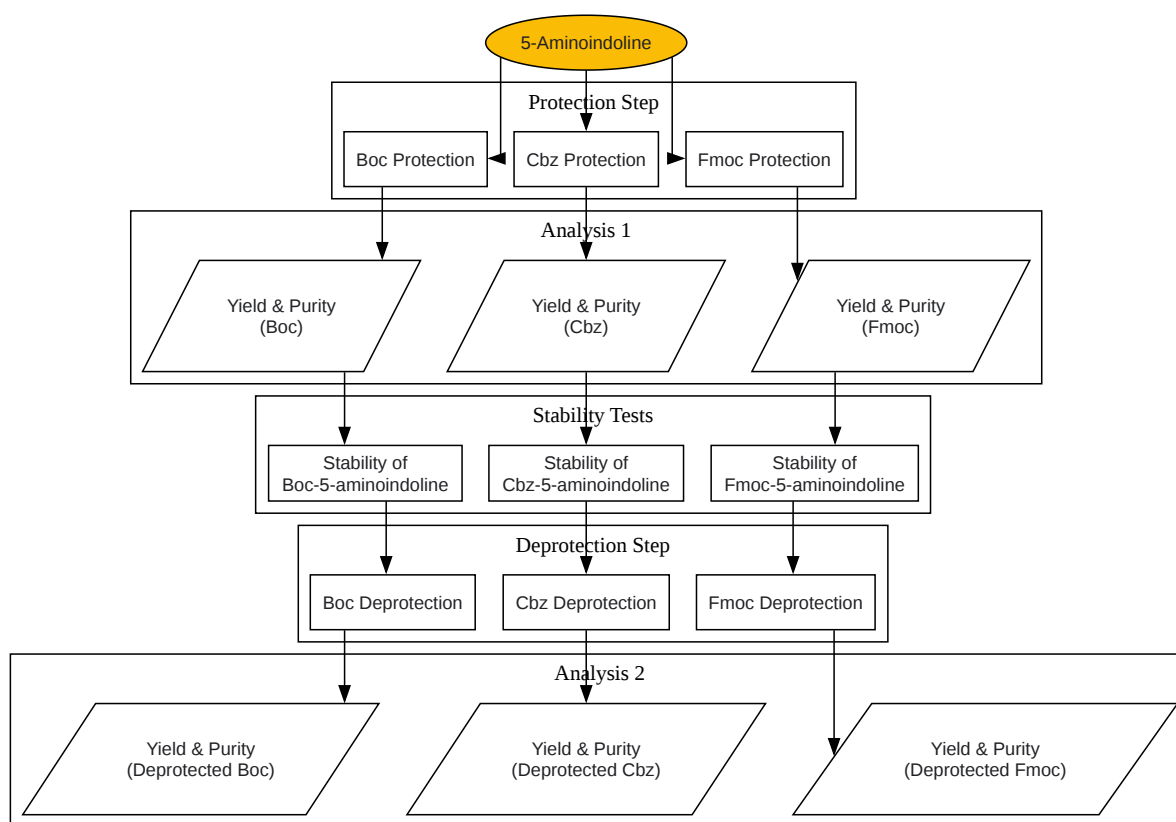 5-Aminoindoline
Protection Step
Boc Protection
Cbz Protection
Fmoc Protection
Analysis 1
Yield & Purity
(Boc)
Yield & Purity
(Cbz)
Yield & Purity
(Fmoc)
Stability Tests
Stability of
Boc-5-aminoindoline
Stability of
Cbz-5-aminoindoline
Stability of
Fmoc-5-aminoindoline
Deprotection Step
Boc Deprotection
Cbz Deprotection
Fmoc Deprotection
Analysis 2
Yield & Purity
(Deprotected Boc)
Yield & Purity
(Deprotected Cbz)
Yield & Purity
(Deprotected Fmoc)